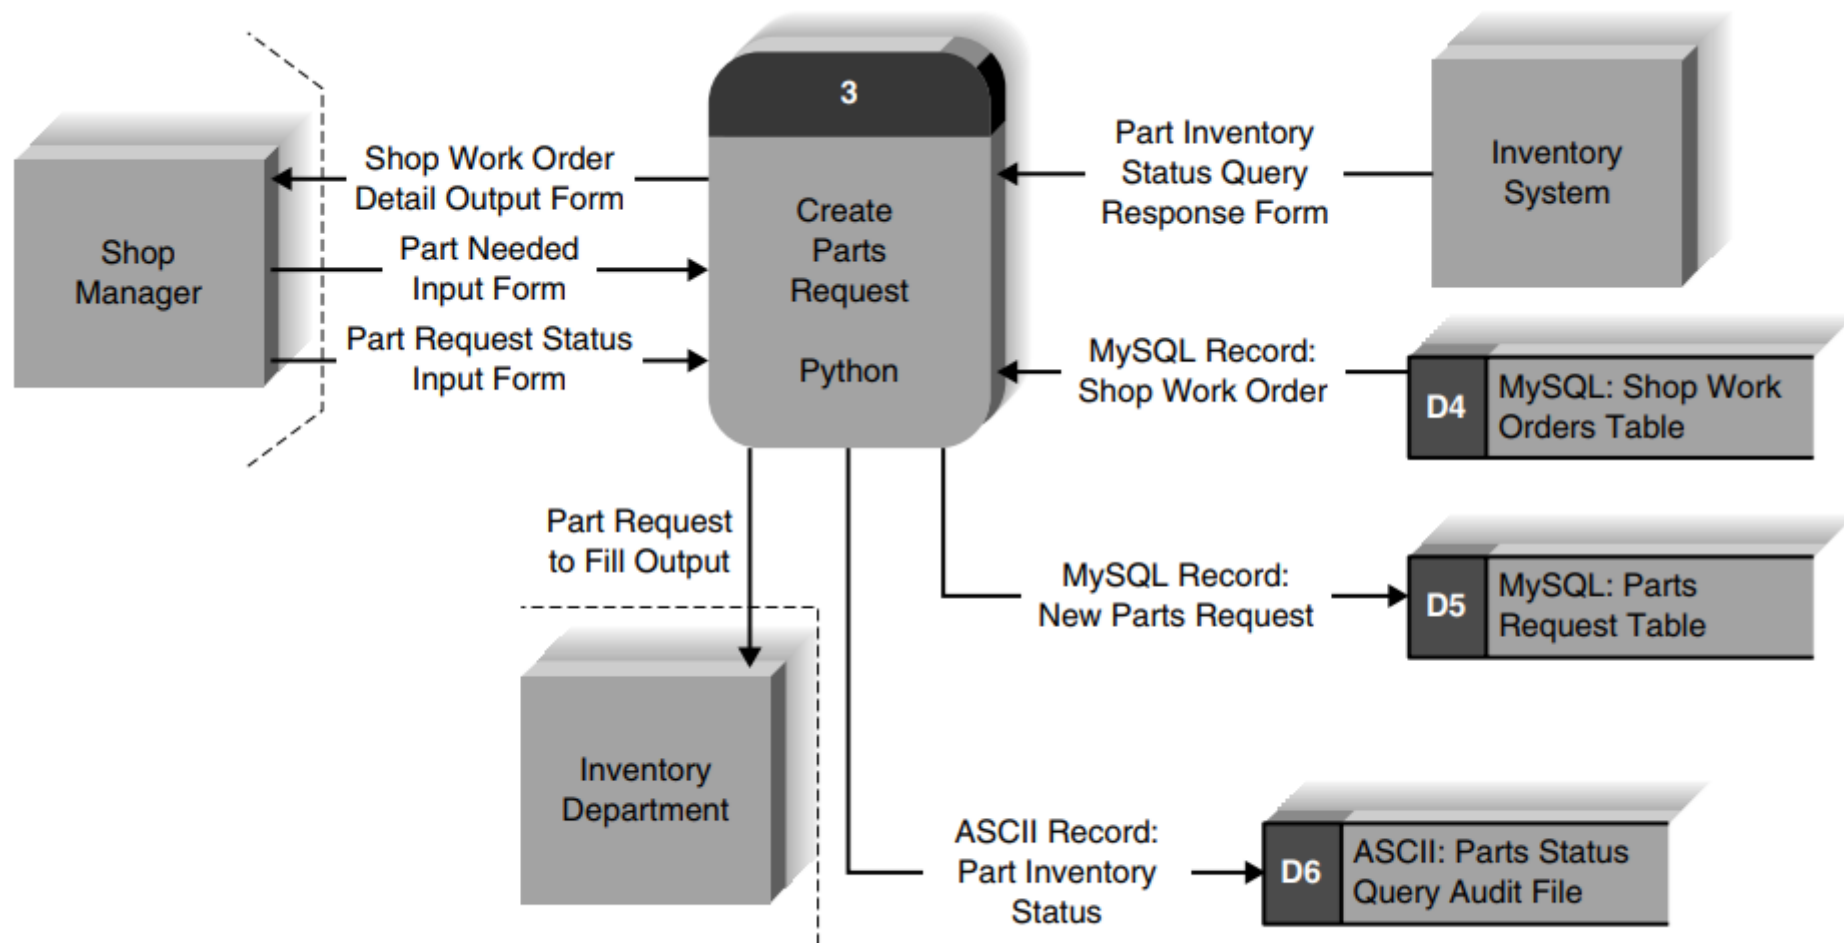 3
Create
Parts
Request
Python
Shop
Manager
Shop Work Order
Detail Output Form
Part Needed
Input Form
Part Request Status
Input Form
Part Inventory
Status Query
Response Form
Inventory
System
MySQL Record:
Shop Work Order
D4
MySQL: Shop Work
Orders Table
Part Request
to Fill Output
MySQL Record:
New Parts Request
D5
MySQL: Parts
Request Table
Inventory
Department
ASCII Record:
Part Inventory
Status
D6
ASCII: Parts Status
Query Audit File